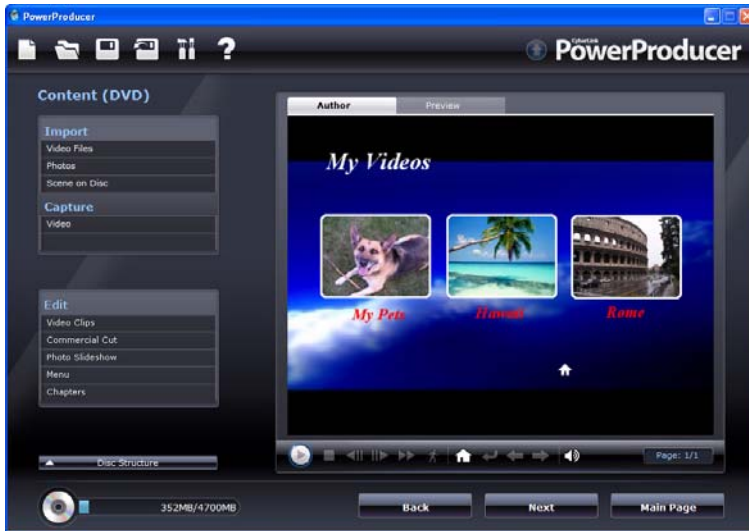 PowerProducer
CyberLink
PowerProducer
Content (DVD)
Import
Video Files
Photos
Scene on Disc
Capture
Video
Edit
Video Clips
Commercial Cut
Photo Slideshow
Menu
Chapters
Disc Structure
352MB/4700MB
Author
Preview
My Videos
My Pets
Hawaii
Rome
Page: 1/1
Back
Next
Main Page